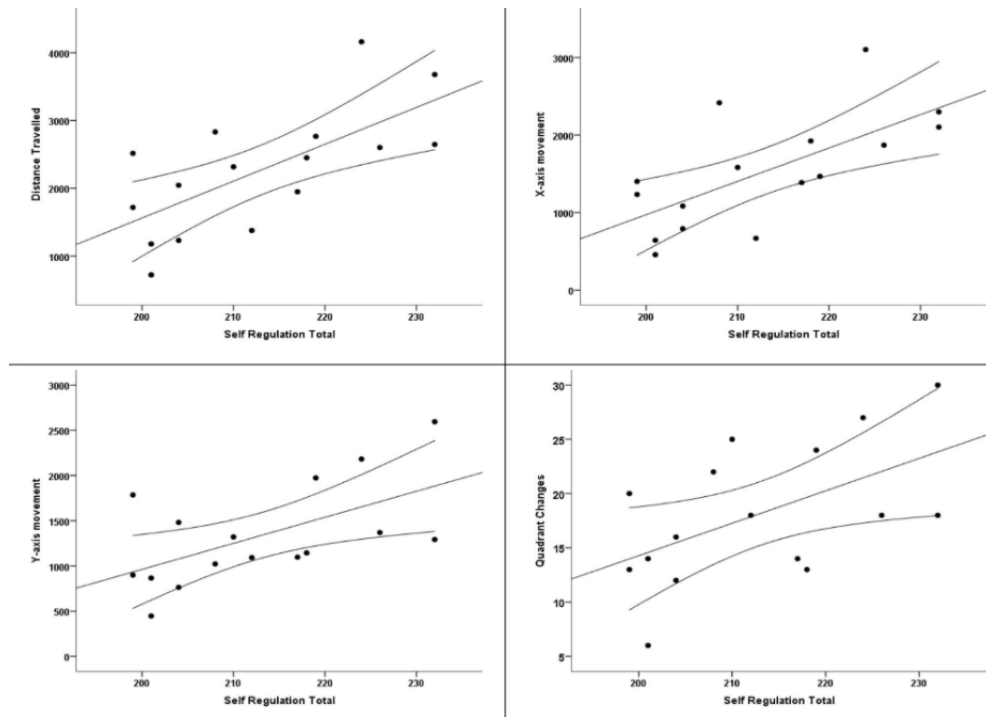 4000
3000
2000
1000
Distance Travelled
200 210 220 230
Self Regulation Total
3000
2000
1000
0
X-axis movement
200 210 220 230
Self Regulation Total
3000
2500
2000
1500
1000
500
0
Y-axis movement
200 210 220 230
Self Regulation Total
30
25
20
15
10
5
Quadrant Changes
200 210 220 230
Self Regulation Total